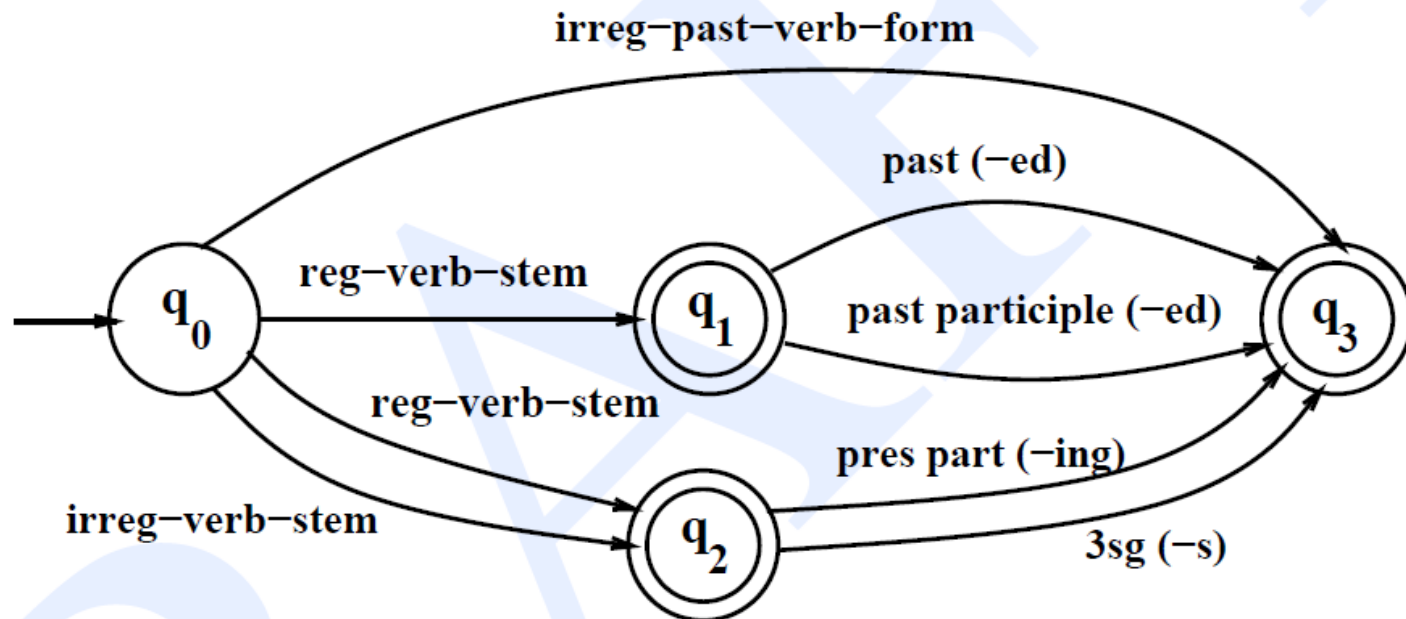 irreg−past−verb−form
past (−ed)
reg−verb−stem
q0
q1
past participle (−ed)
q3
reg−verb−stem
pres part (−ing)
irreg−verb−stem
q2
3sg (−s)